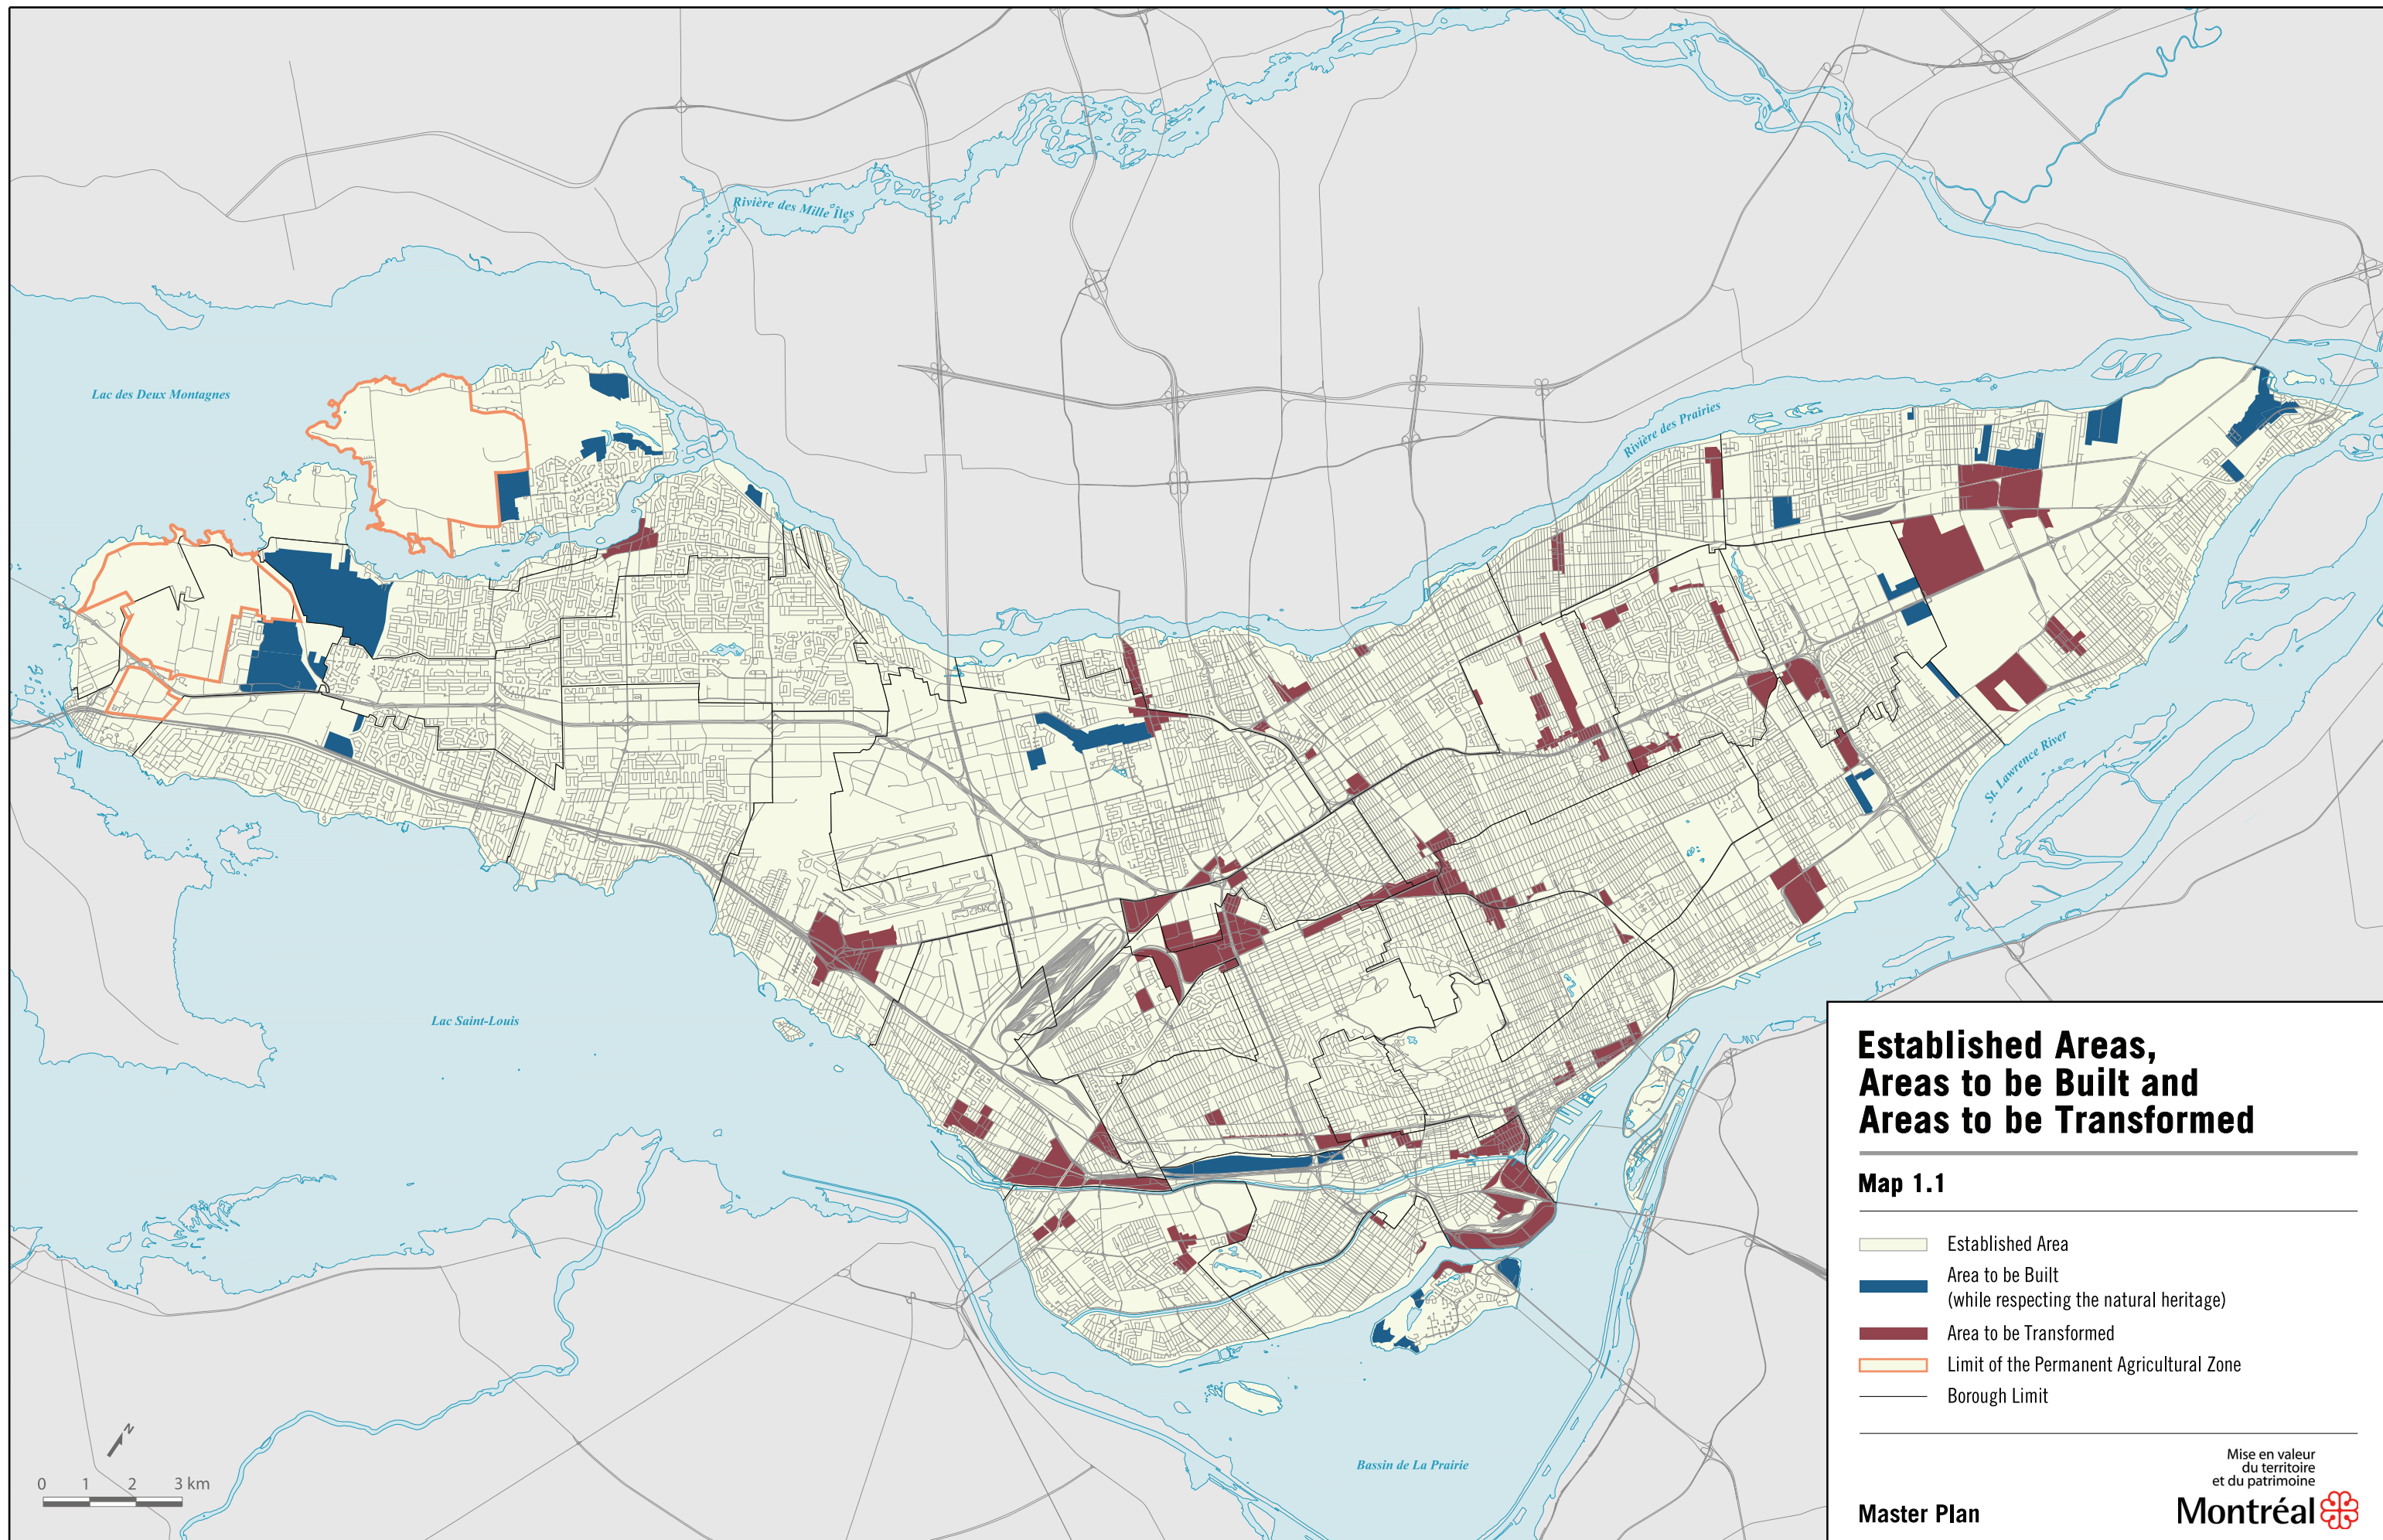 Rivière des Mille Îles
Lac des Deux Montagnes
Rivière des Prairies
St. Lawrence River
Lac Saint-Louis
Bassin de La Prairie
N
0 1 2 3 km
Established Areas,
Areas to be Built and
Areas to be Transformed
Map 1.1
Established Area
Area to be Built
(while respecting the natural heritage)
Area to be Transformed
Limit of the Permanent Agricultural Zone
Borough Limit
Mise en valeur
du territoire
et du patrimoine
Master Plan
Montréal